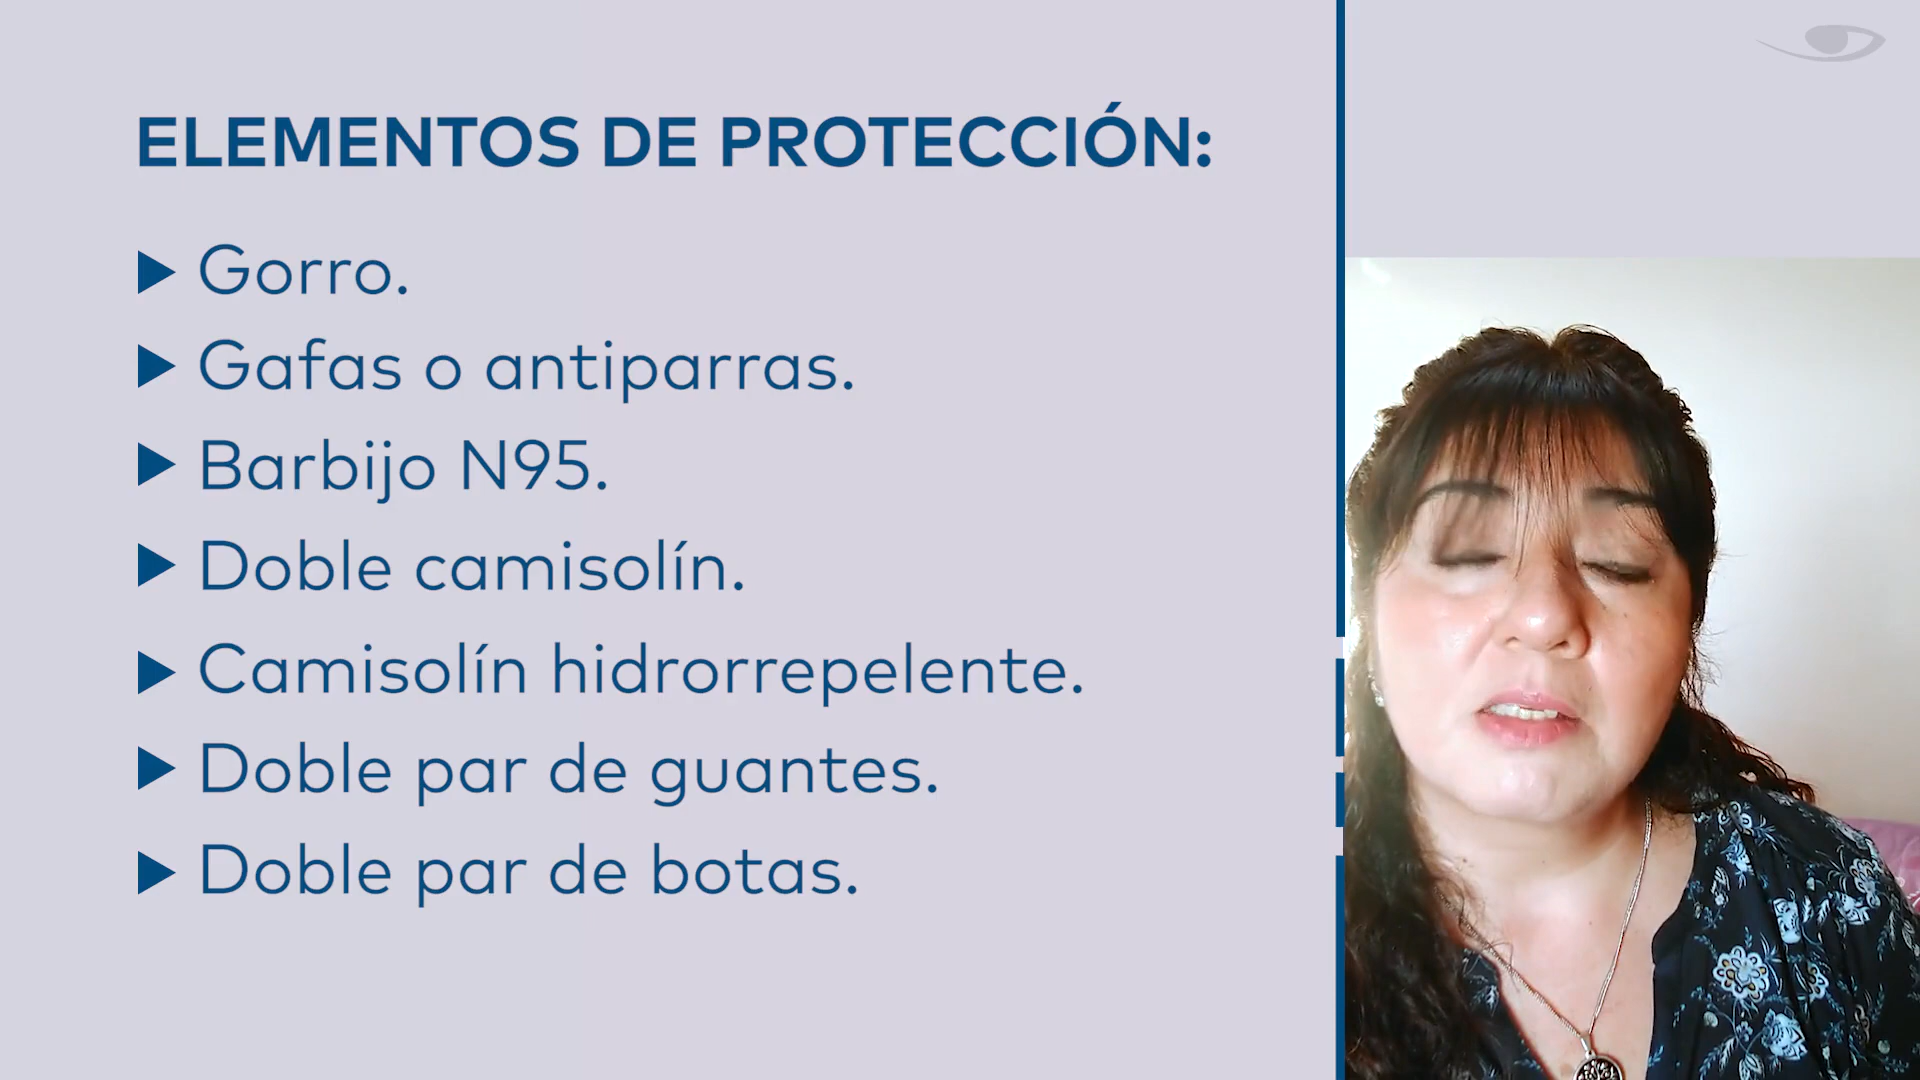 ELEMENTOS DE PROTECCIÓN:
Gorro.
Gafas o antiparras.
Barbijo N95.
Doble camisolín.
Camisolín hidrorrepelente.
Doble par de guantes.
Doble par de botas.